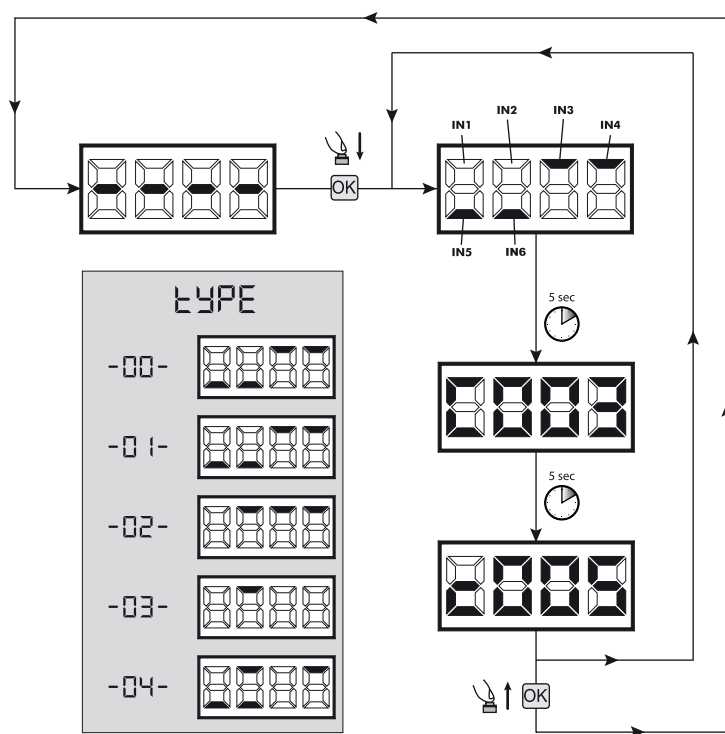 IN1 IN2 IN3 IN4
- - - -
OK
IN5 IN6
tYPE
5 sec
-00-
C005
-01-
5 sec
-02-
c005
-03-
-04-
OK